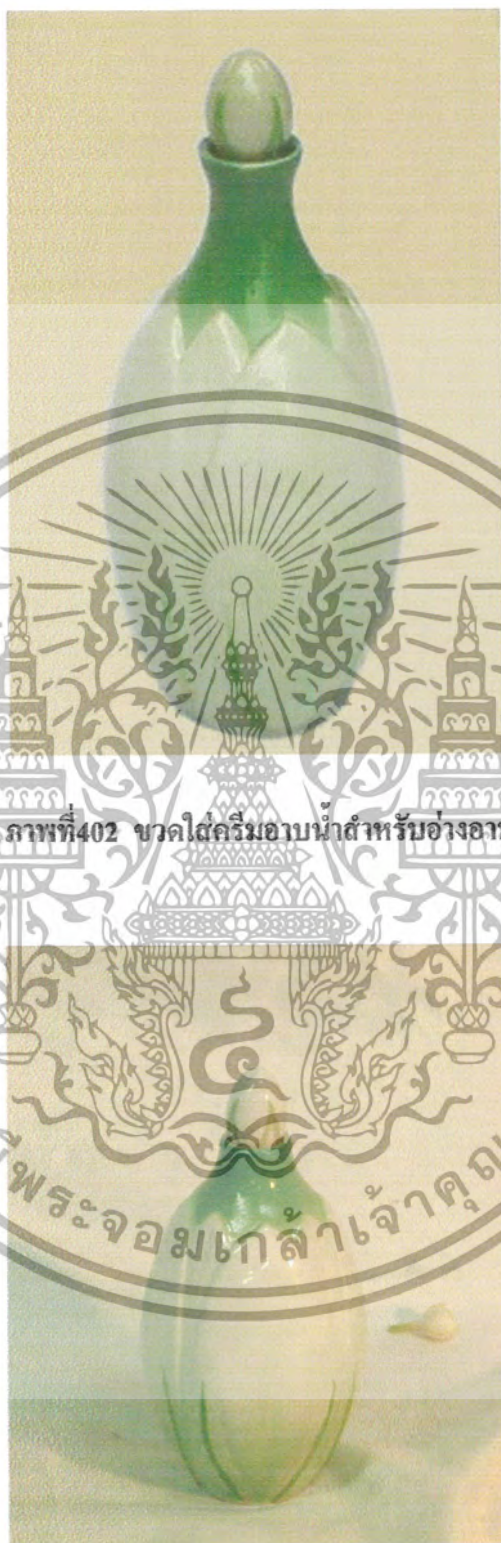 ภาพที่402 ขวดใส่ครีมอาบน้ำสำหรับอ่างอา
พระจอมเกล้าเจ้าคุณ